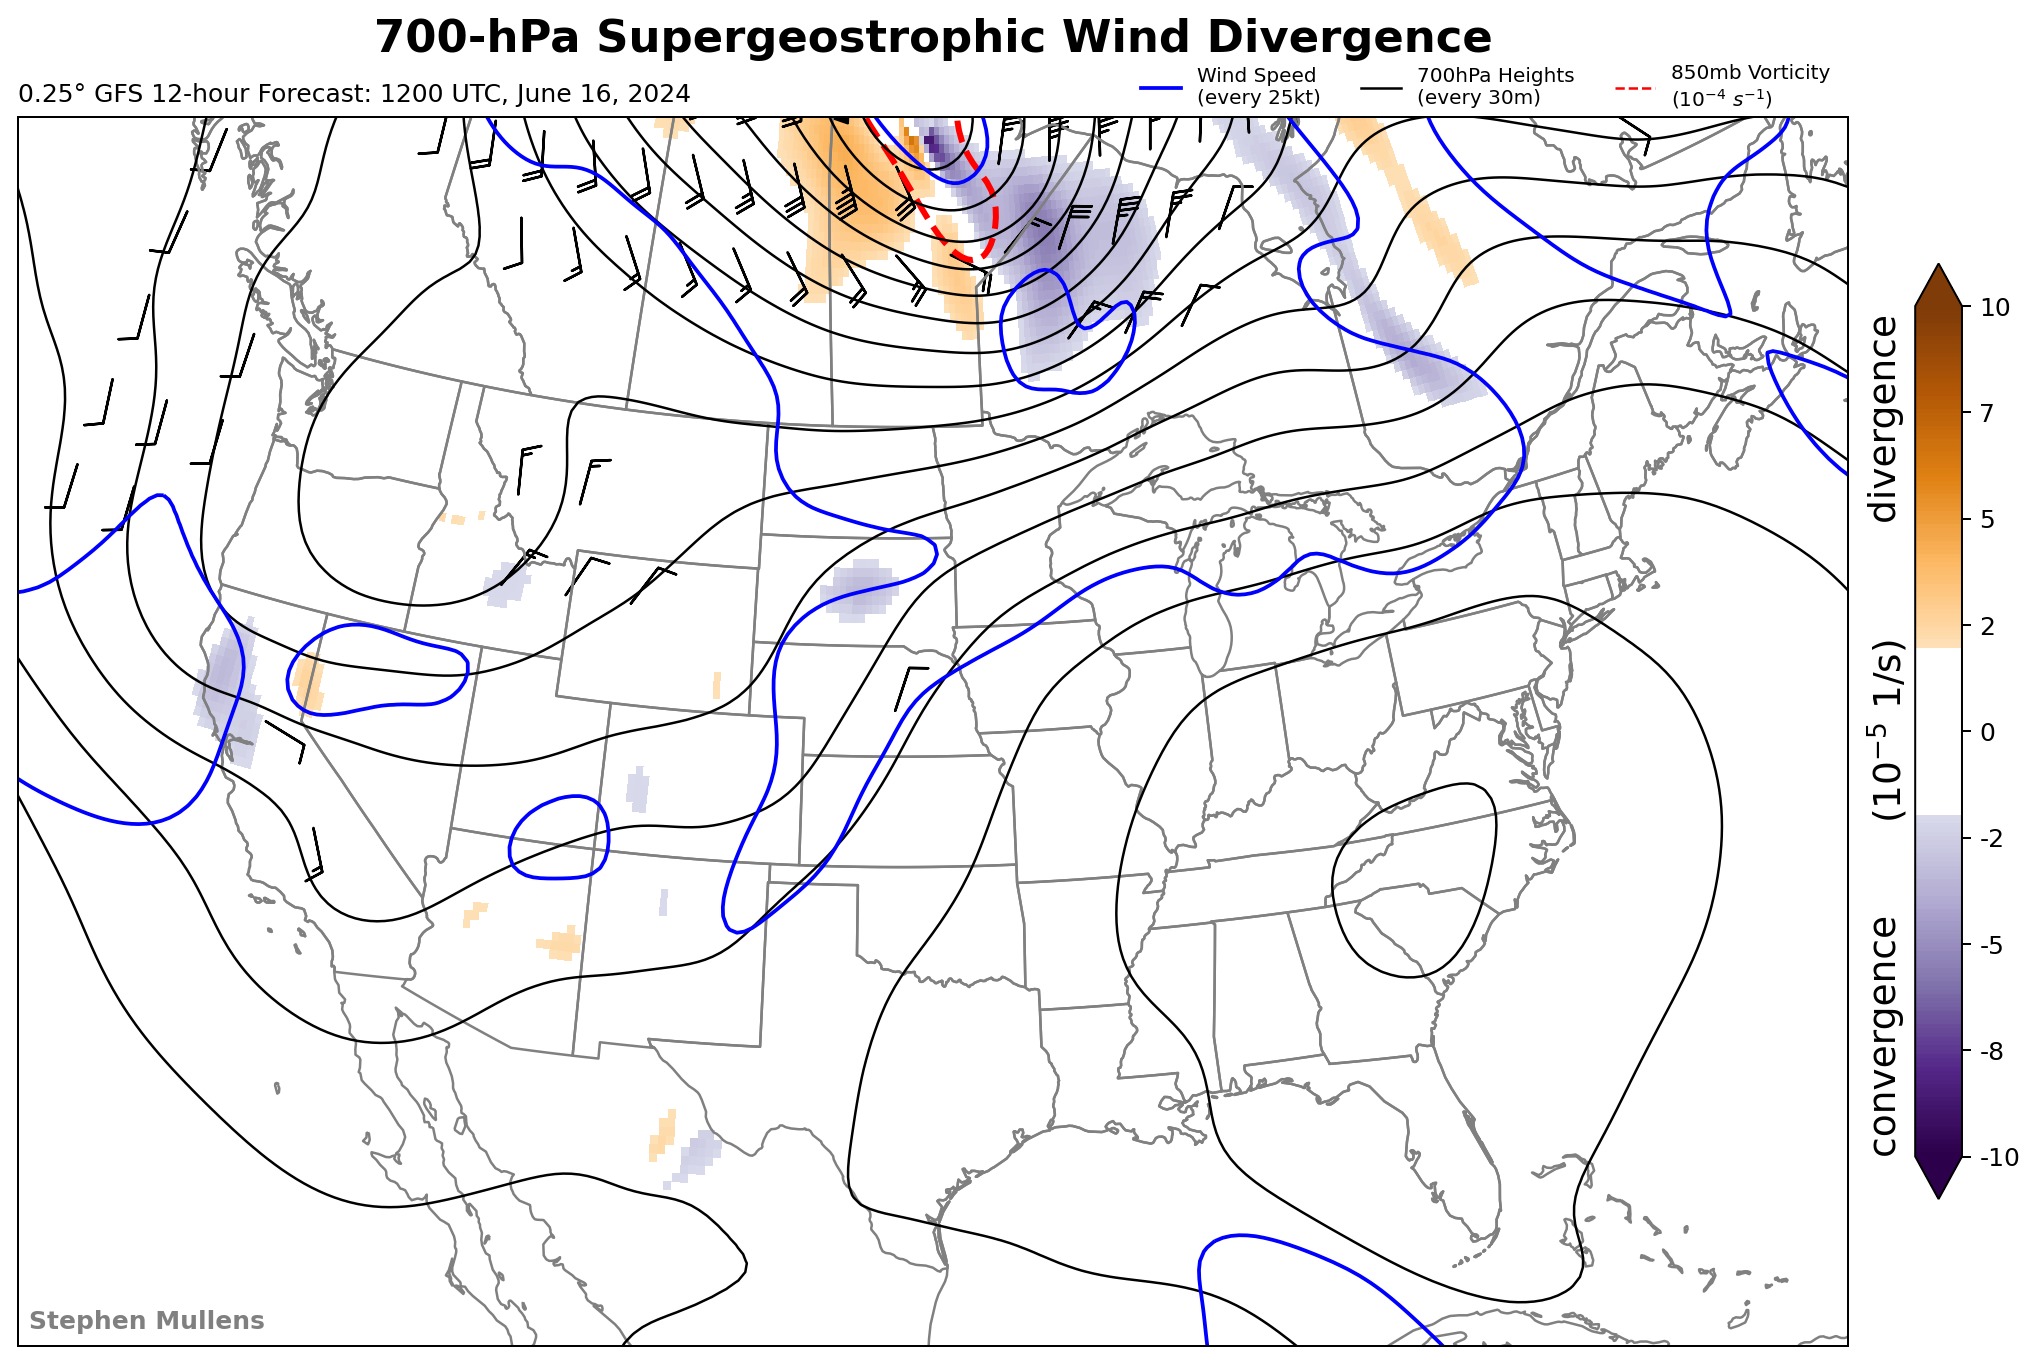 700-hPa Supergeostrophic Wind Divergence
0.25° GFS 12-hour Forecast: 1200 UTC, June 16, 2024
Wind Speed
(every 25kt)
700hPa Heights
(every 30m)
850mb Vorticity
(10⁻⁴ s⁻¹)
10
7
5
2
0
-2
-5
-8
-10
convergence (10⁻⁵ 1/s) divergence
Stephen Mullens